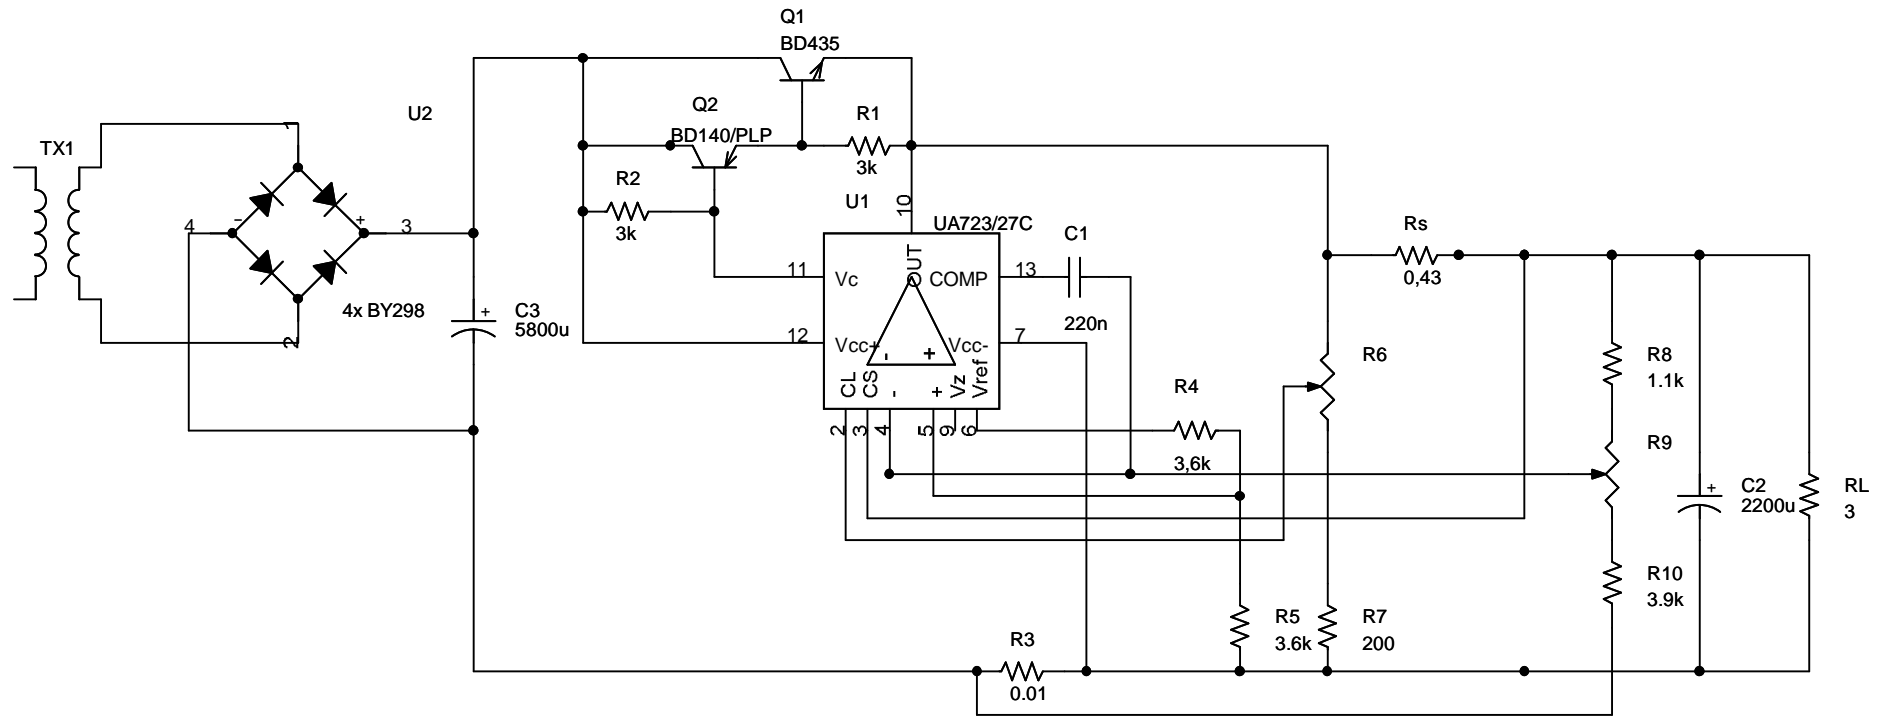 Q1
BD435
U2
Q2
BD140/PLP
R1
3k
TX1
1
R2
3k
U1
10
UA723/27C
4
-
+
3
C1
Rs
0,43
11
Vc
OUT
COMP
13
220n
4x BY298
2
C3
+
5800u
12
Vcc+
-
+
Vcc-
7
CL
CS
-
+
Vz
Vref
2
3
4
5
9
6
R4
3,6k
R6
R8
1.1k
R9
+
C2
2200u
RL
3
R10
3.9k
R5
3.6k
R7
200
R3
0.01